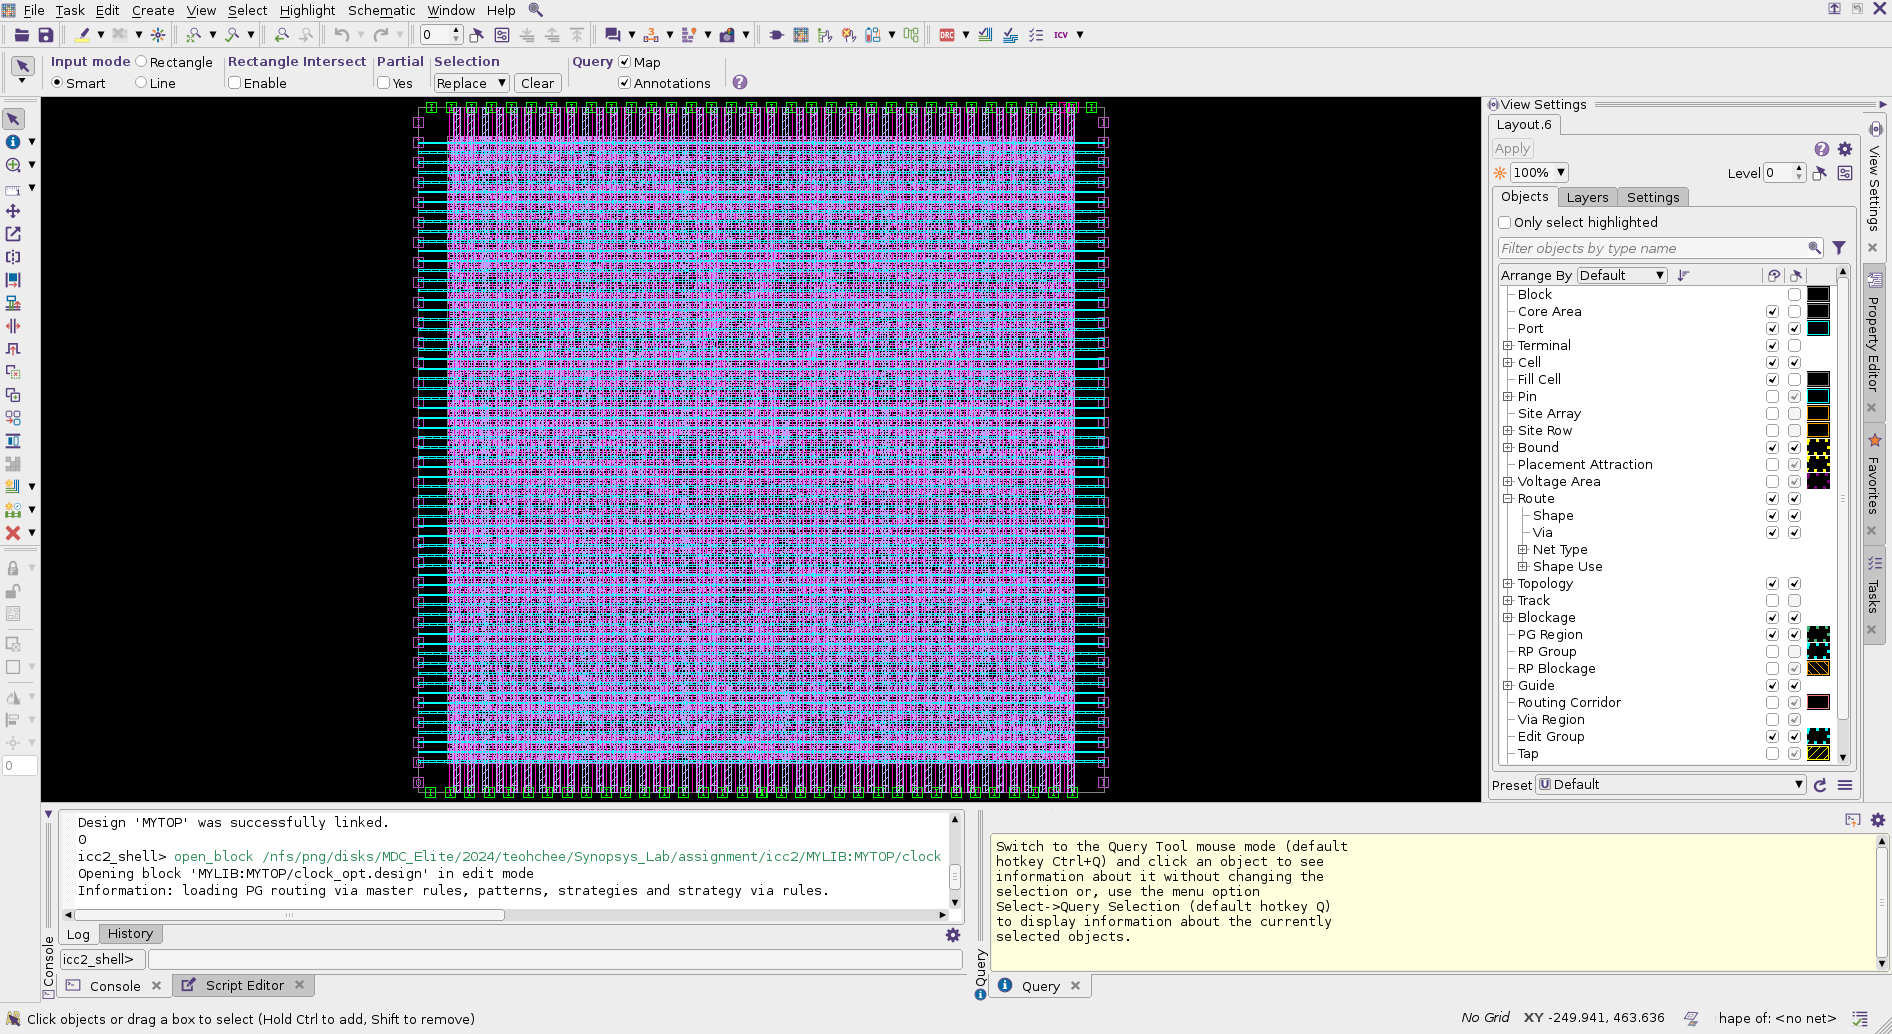 File Task Edit Create View Select Highlight Schematic Window Help
0
DRC
ICV
Input mode Rectangle Rectangle Intersect Partial Selection Query Map
Smart Line Enable Yes Replace Clear Annotations
View Settings
Layout.6
Apply
100% Level 0
Objects Layers Settings
Only select highlighted
Filter objects by type name
Arrange By Default
Block
Core Area
Port
Terminal
Cell
Fill Cell
Pin
Site Array
Site Row
Bound
Placement Attraction
Voltage Area
Route
Shape
Via
Net Type
Shape Use
Topology
Track
Blockage
PG Region
RP Group
RP Blockage
Guide
Routing Corridor
Via Region
Edit Group
Tap
Preset Default
View Settings
Property Editor
Favorites
Tasks
0
Design 'MYTOP' was successfully linked.
0
icc2_shell> open_block /nfs/png/disks/MDC_Elite/2024/teohchee/Synopsys_Lab/assignment/icc2/MYLIB:MYTOP/clock
Opening block 'MYLIB:MYTOP/clock_opt.design' in edit mode
Information: loading PG routing via master rules, patterns, strategies and strategy via rules.
Log History
icc2_shell>
Console
Console Script Editor
Switch to the Query Tool mouse mode (default
hotkey Ctrl+Q) and click an object to see
information about it without changing the
selection or, use the menu option
Select->Query Selection (default hotkey Q)
to display information about the currently
selected objects.
Query
Query
Click objects or drag a box to select (Hold Ctrl to add, Shift to remove)
No Grid XY -249.941, 463.636 hape of: <no net>